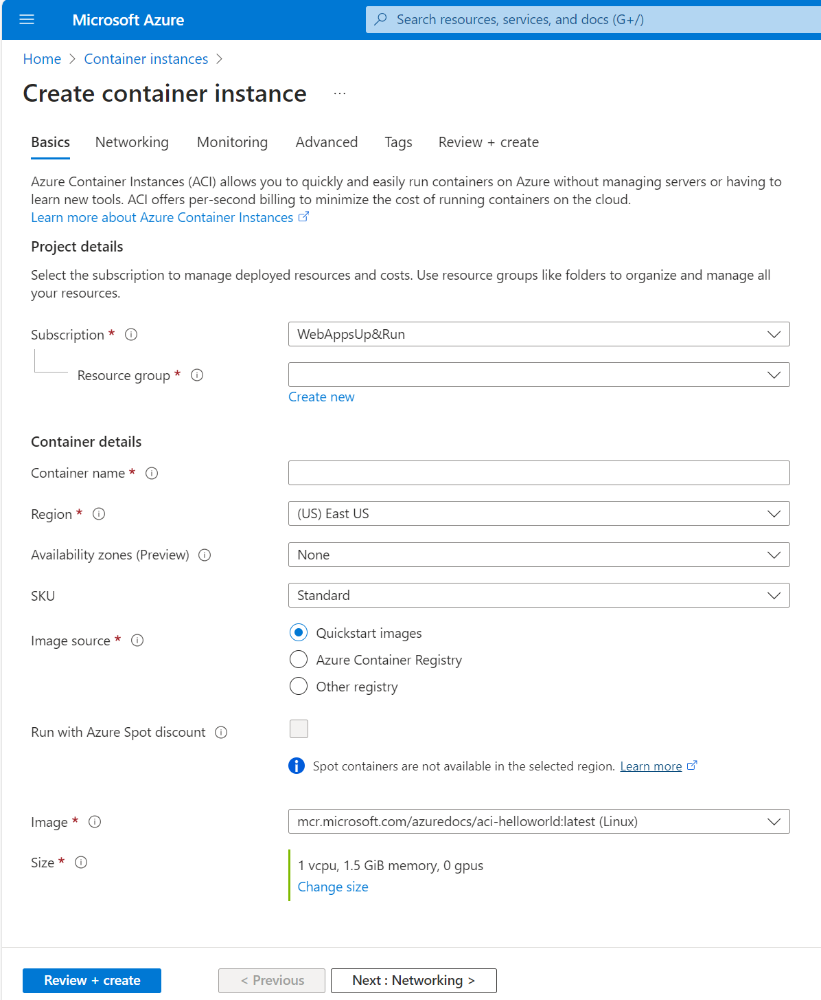 Microsoft Azure
Search resources, services, and docs (G+/)
Home > Container instances >
Create container instance ...
Basics Networking Monitoring Advanced Tags Review + create
Azure Container Instances (ACI) allows you to quickly and easily run containers on Azure without managing servers or having to
learn new tools. ACI offers per-second billing to minimize the cost of running containers on the cloud.
Learn more about Azure Container Instances
Project details
Select the subscription to manage deployed resources and costs. Use resource groups like folders to organize and manage all
your resources.
Subscription * WebAppsUp&Run
Resource group *
Create new
Container details
Container name *
Region * (US) East US
Availability zones (Preview) None
SKU Standard
Image source * Quickstart images
Azure Container Registry
Other registry
Run with Azure Spot discount
Spot containers are not available in the selected region. Learn more
Image * mcr.microsoft.com/azuredocs/aci-helloworld:latest (Linux)
Size * 1 vcpu, 1.5 GiB memory, 0 gpus
Change size
Review + create < Previous Next : Networking >